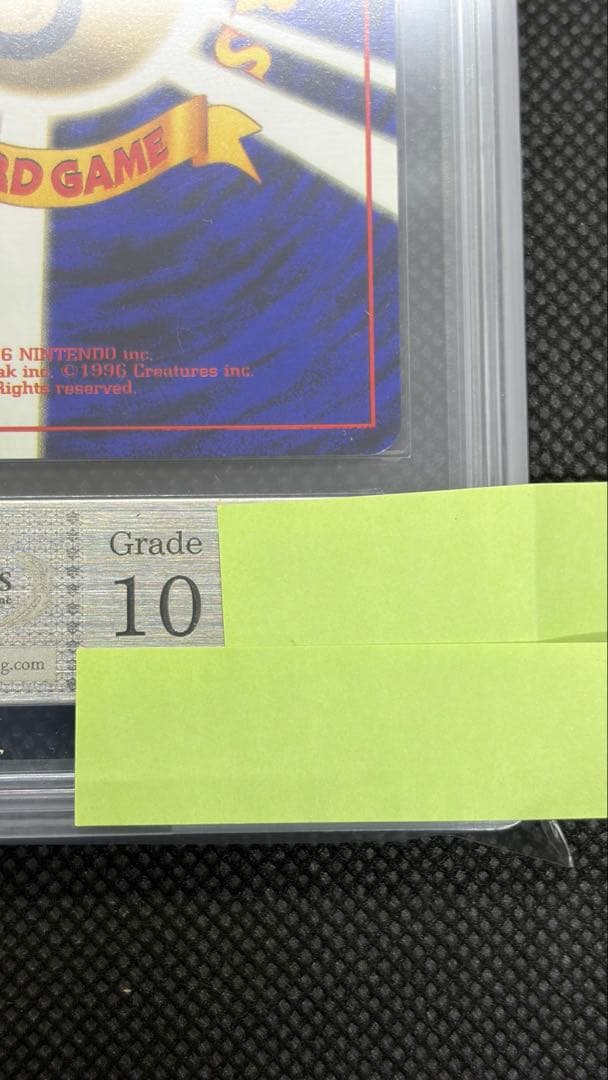 S
RD GAME
6 NINTENDO inc.
ak inc. ©1996 Creatures inc.
Rights reserved.
Grade
10
s
g.com